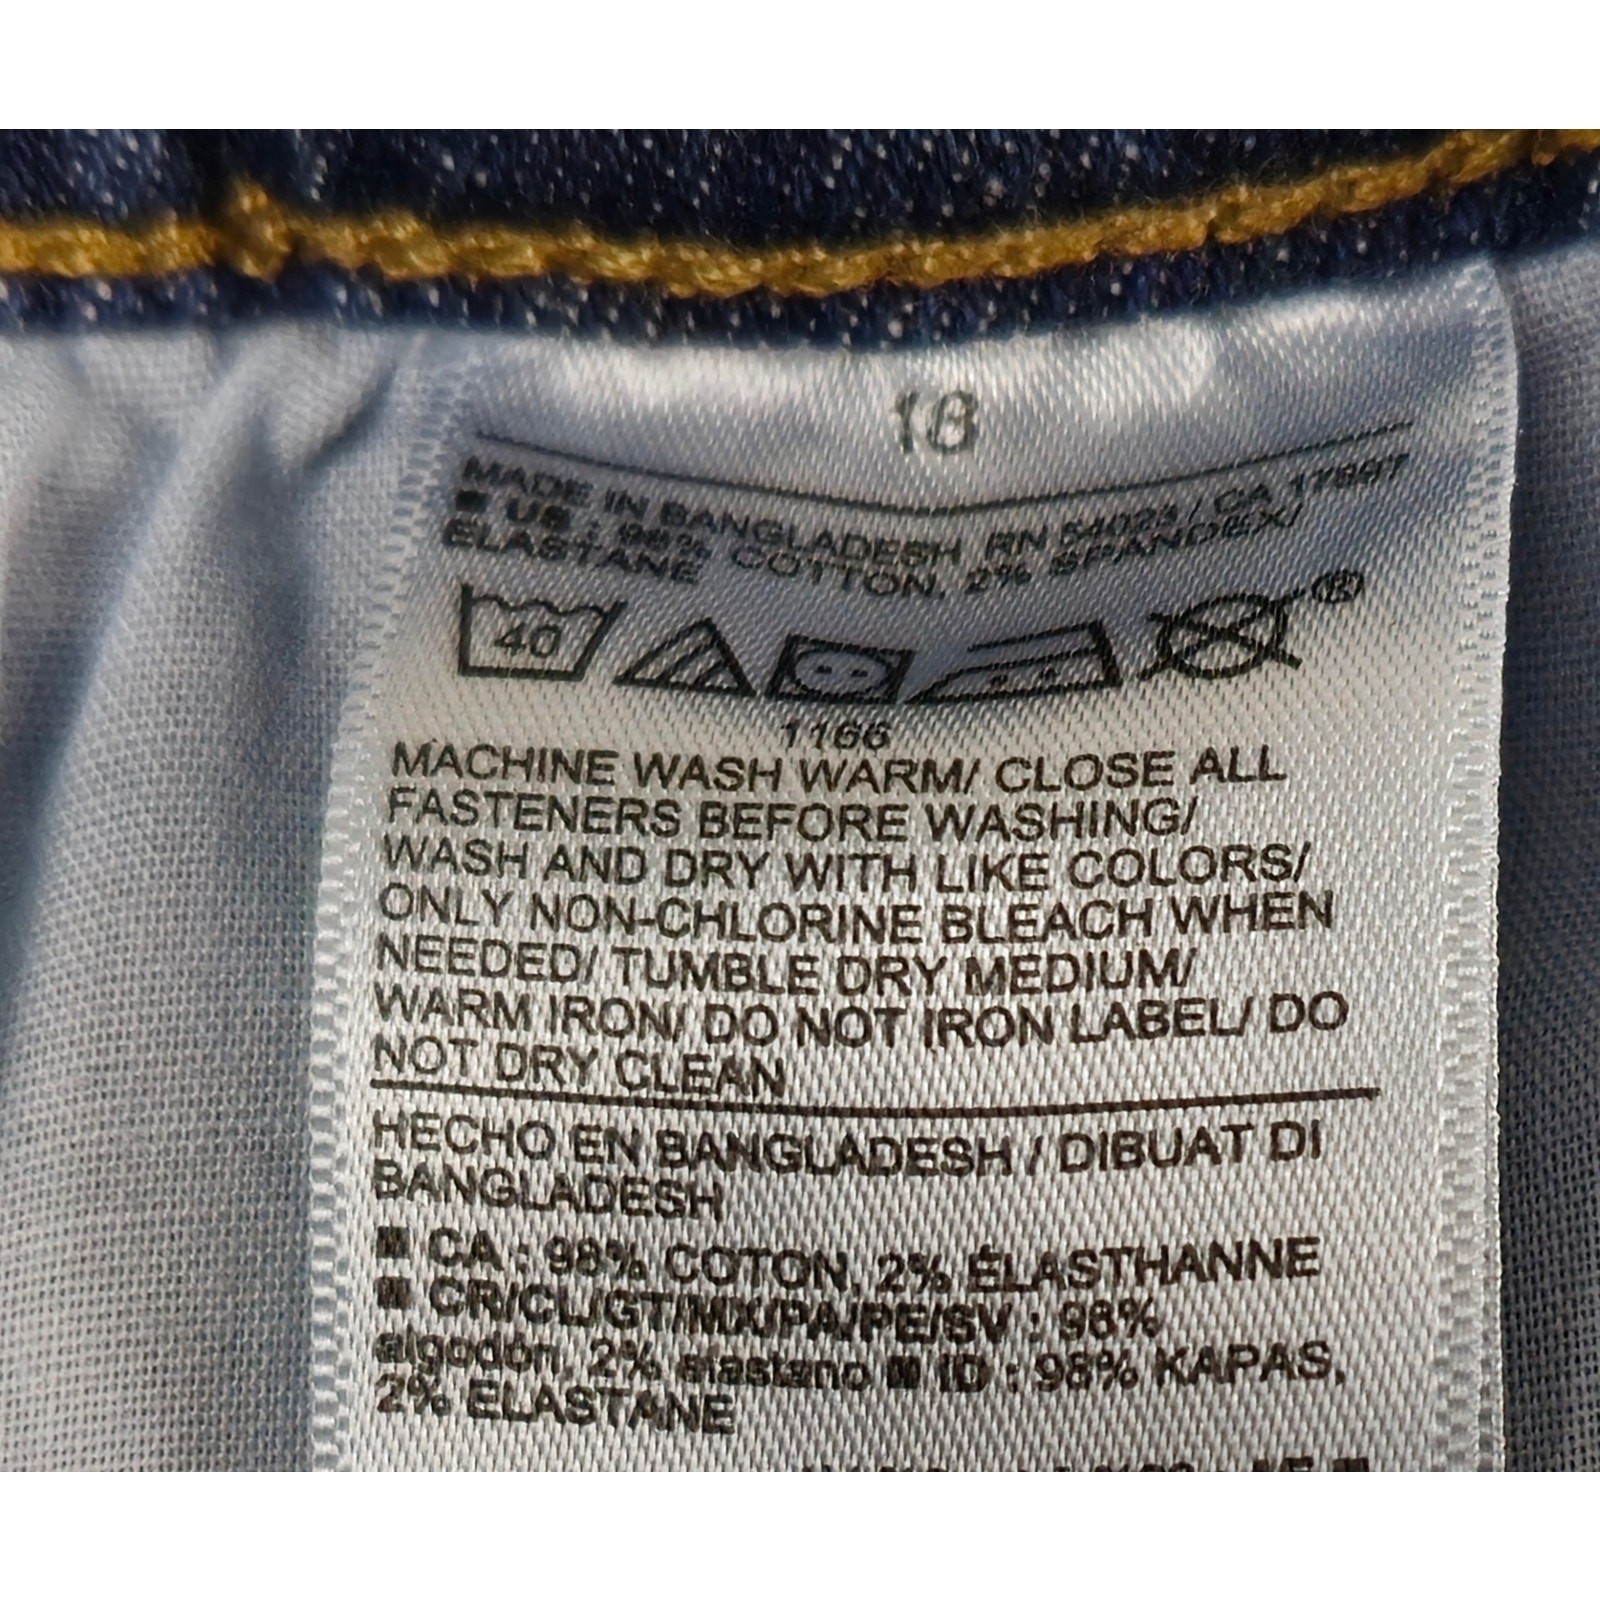 MADE IN BANGLADESH RN 54023 / CA 17897
■ US : 98% COTTON, 2% SPANDEX/
ELASTANE
40
®
1166
MACHINE WASH WARM/ CLOSE ALL
FASTENERS BEFORE WASHING/
WASH AND DRY WITH LIKE COLORS/
ONLY NON-CHLORINE BLEACH WHEN
NEEDED/ TUMBLE DRY MEDIUM/
WARM IRON/ DO NOT IRON LABEL/ DO
NOT DRY CLEAN
HECHO EN BANGLADESH / DIBUAT DI
BANGLADESH
■ CA : 98% COTON, 2% ÉLASTHANNE
■ CR/CL/GT/MX/PA/PE/SV : 98%
algodón, 2% elastano ■ ID : 98% KAPAS,
2% ELASTANE